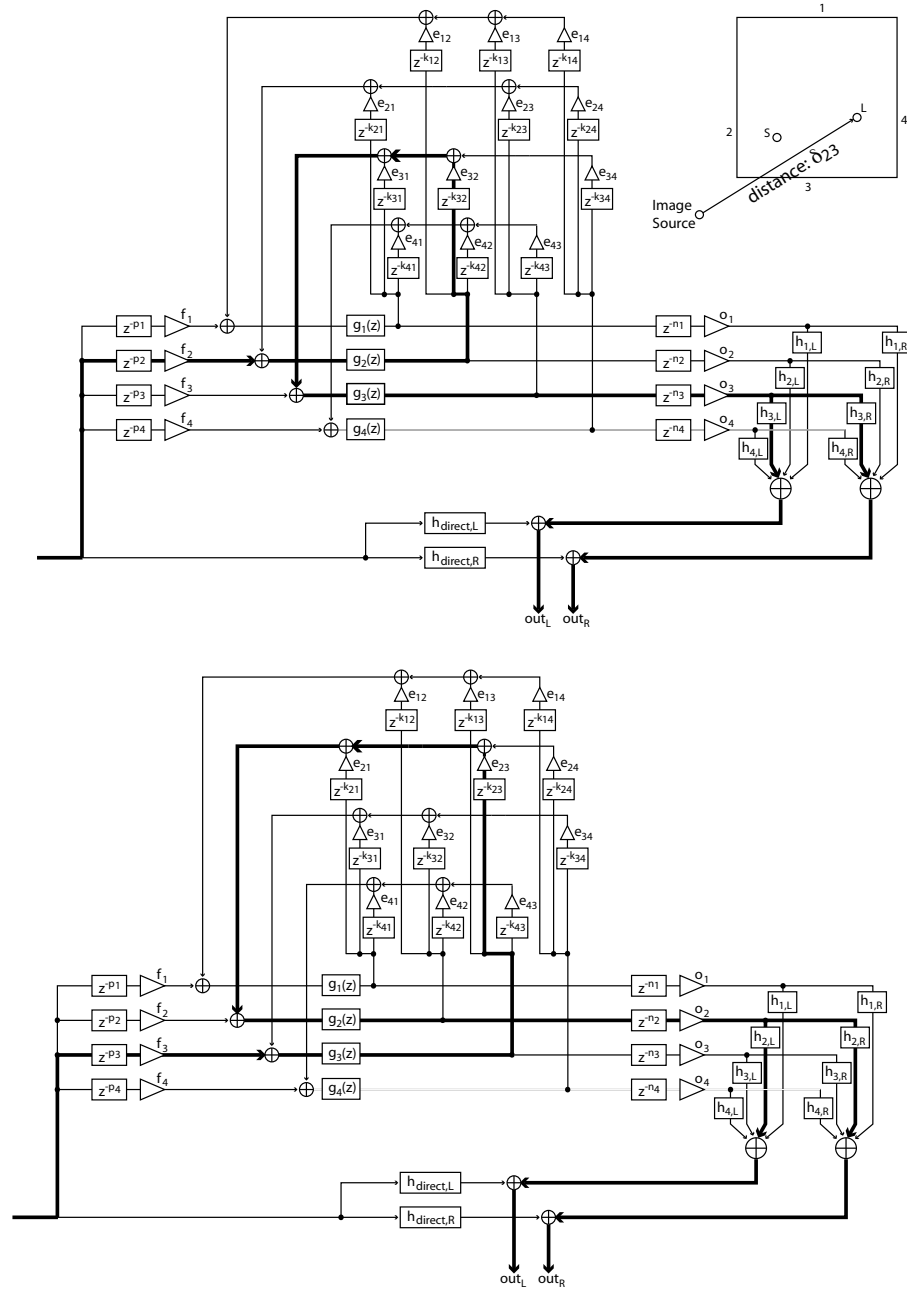 1
e12 e13 e14
z-k12 z-k13 z-k14
e21 e23 e24
z-k21 z-k23 z-k24
e31 e32 e34
z-k31 z-k32 z-k34
e41 e42 e43
z-k41 z-k42 z-k43
L
2 S 4
distance: δ23
S
3
Image
Source
z-p1 f1 g1(z) z-n1 o1
h1,L h1,R
z-p2 f2 g2(z) z-n2 o2
h2,L h2,R
z-p3 f3 g3(z) z-n3 o3
h3,L h3,R
z-p4 f4 g4(z) z-n4 o4
h4,L h4,R
hdirect,L
hdirect,R
outL outR
e12 e13 e14
z-k12 z-k13 z-k14
e21 e23 e24
z-k21 z-k23 z-k24
e31 e32 e34
z-k31 z-k32 z-k34
e41 e42 e43
z-k41 z-k42 z-k43
z-p1 f1 g1(z) z-n1 o1
h1,L h1,R
z-p2 f2 g2(z) z-n2 o2
h2,L h2,R
z-p3 f3 g3(z) z-n3 o3
h3,L h3,R
z-p4 f4 g4(z) z-n4 o4
h4,L h4,R
hdirect,L
hdirect,R
outL outR